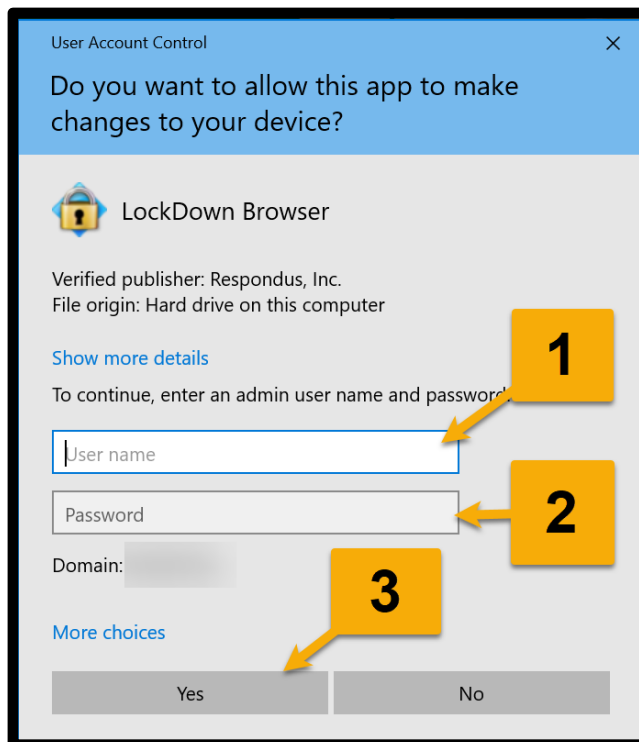 User Account Control
Do you want to allow this app to make
changes to your device?
LockDown Browser
Verified publisher: Respondus, Inc.
File origin: Hard drive on this computer
Show more details
1
To continue, enter an admin user name and password.
User name
2
Password
Domain:
3
More choices
Yes
No